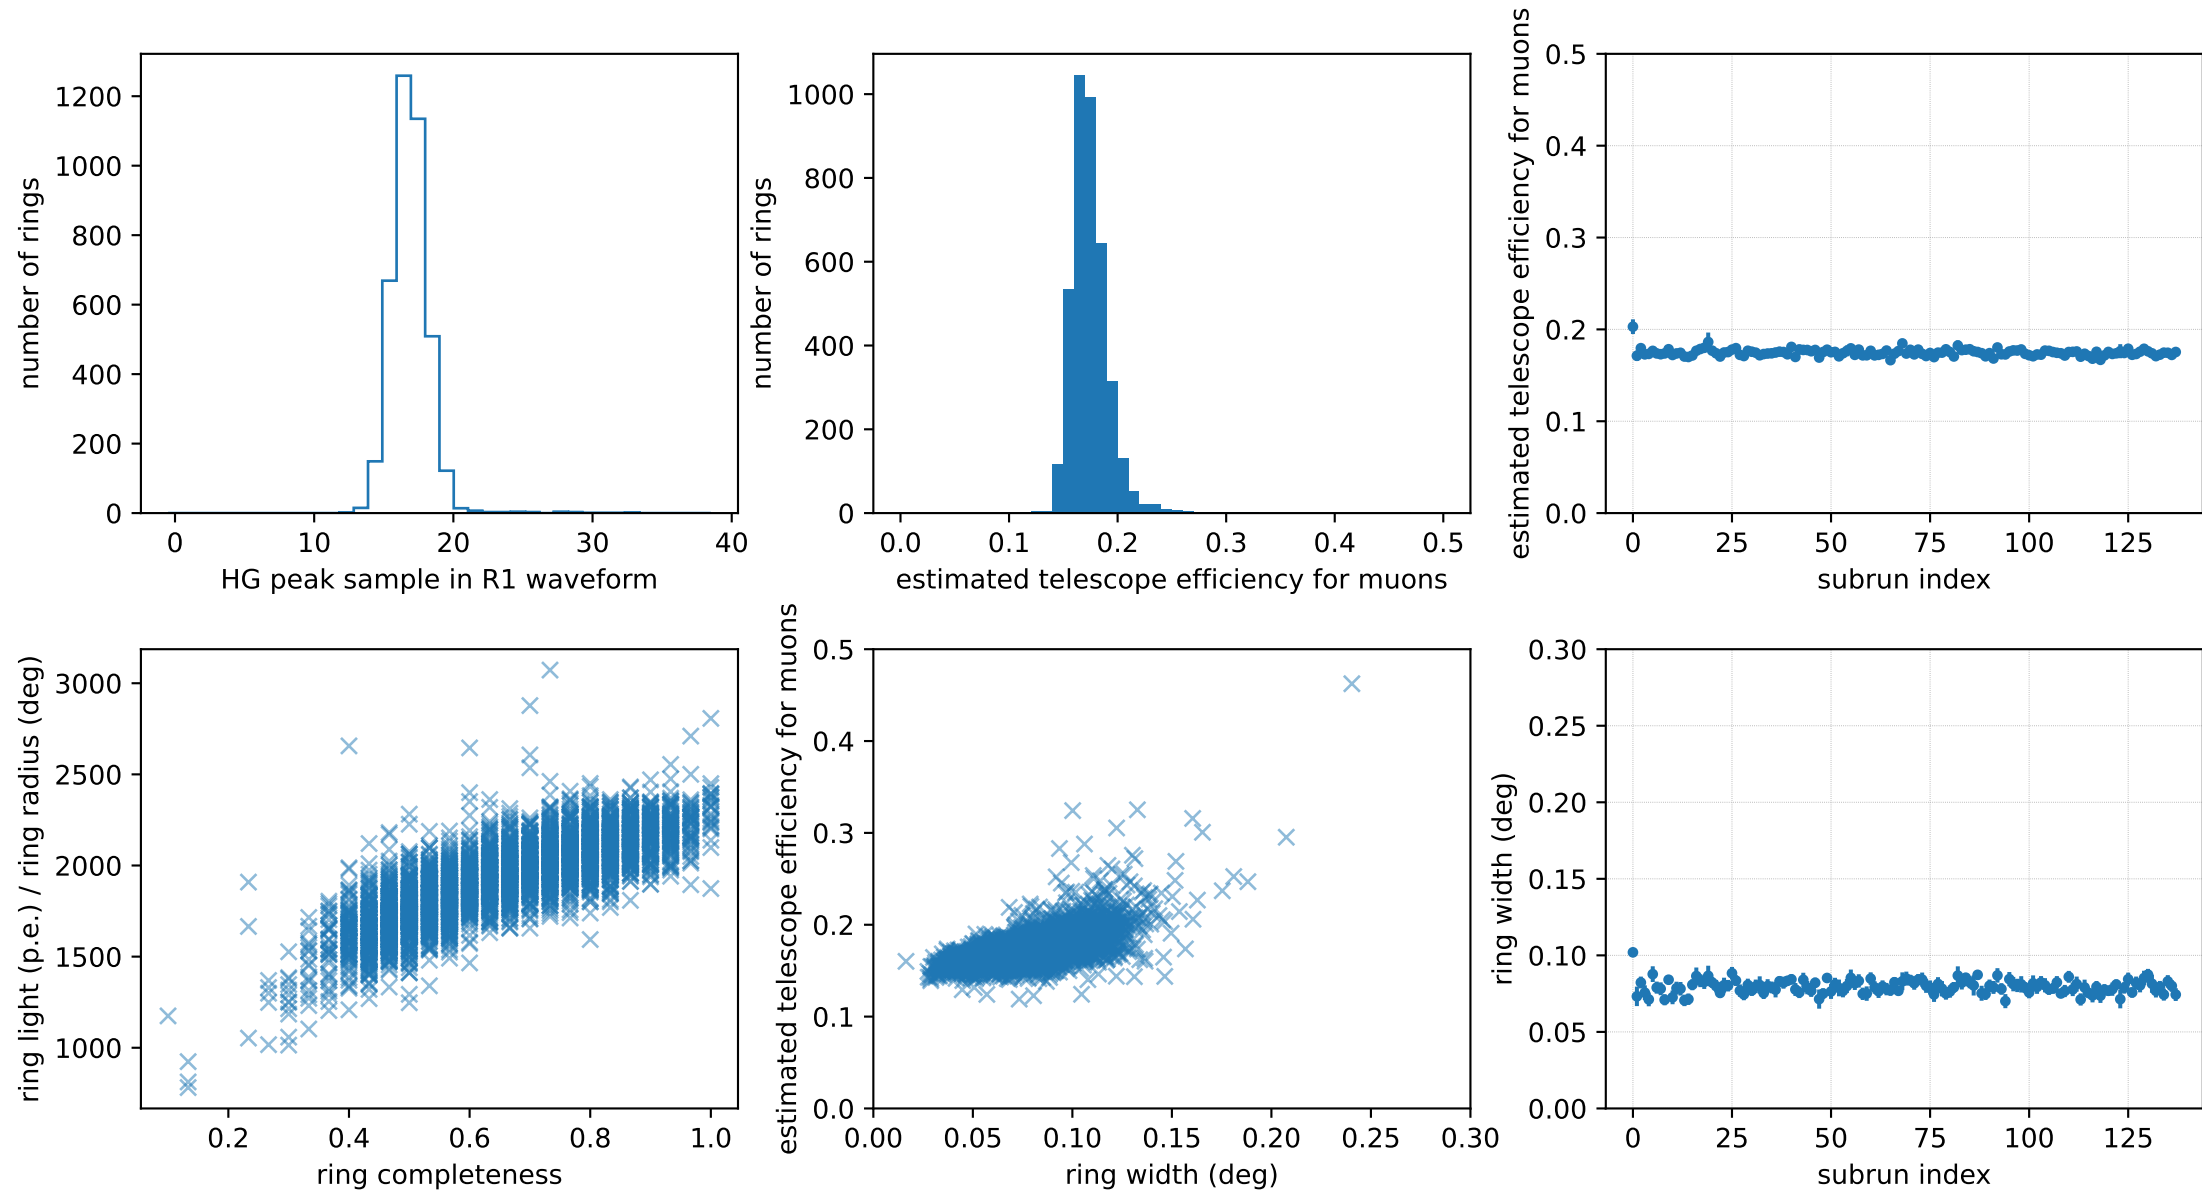 number of rings
1200
1000
800
600
400
200
0
0 10 20 30 40
HG peak sample in R1 waveform
number of rings
1000
800
600
400
200
0
0.0 0.1 0.2 0.3 0.4 0.5
estimated telescope efficiency for muons
estimated telescope efficiency for muons
0.5
0.4
0.3
0.2
0.1
0.0
0 25 50 75 100 125
subrun index
ring light (p.e.) / ring radius (deg)
3000
2500
2000
1500
1000
0.2 0.4 0.6 0.8 1.0
ring completeness
estimated telescope efficiency for muons
0.5
0.4
0.3
0.2
0.1
0.0
0.00 0.05 0.10 0.15 0.20 0.25 0.30
ring width (deg)
ring width (deg)
0.30
0.25
0.20
0.15
0.10
0.05
0.00
0 25 50 75 100 125
subrun index